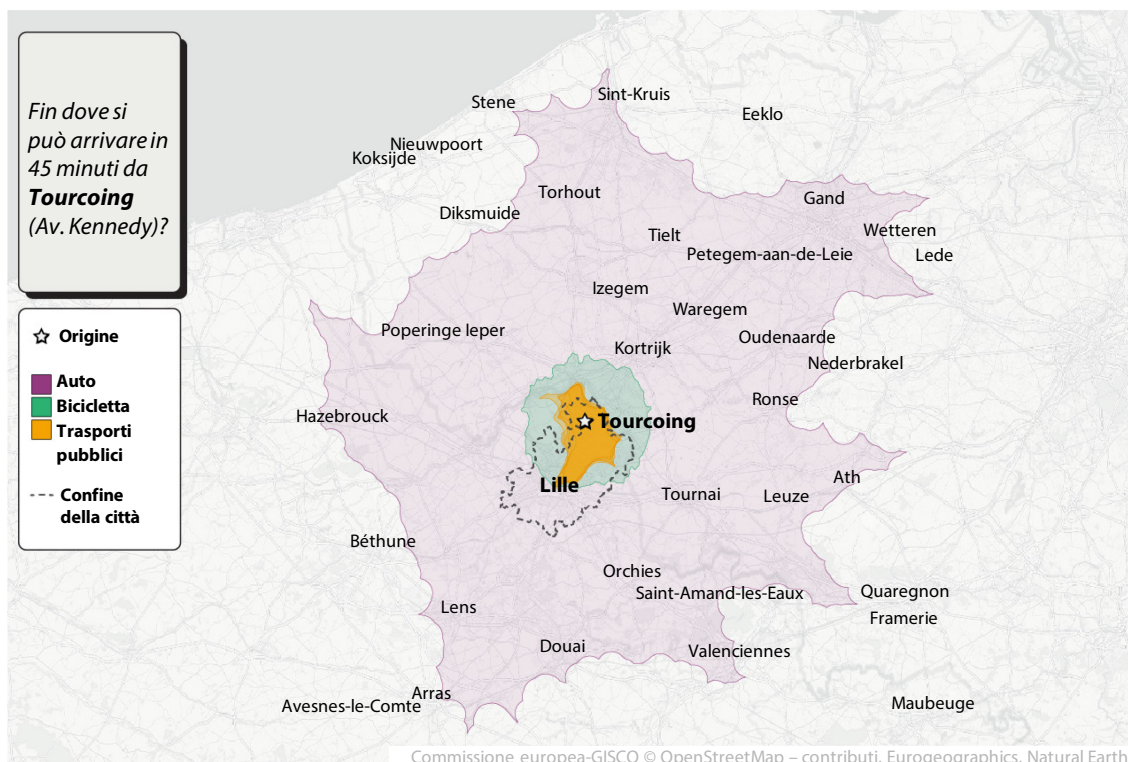 Fin dove si
può arrivare in
45 minuti da
Tourcoing
(Av. Kennedy)?
Origine
Auto
Bicicletta
Trasporti
pubblici
Confine
della città
Sint-Kruis
Stene
Eeklo
Nieuwpoort
Koksijde
Torhout
Gand
Diksmuide
Wetteren
Tielt
Petegem-aan-de-Leie
Lede
Izegem
Waregem
Poperinge Ieper
Oudenaarde
Kortrijk
Nederbrakel
Ronse
Hazebrouck
Tourcoing
Ath
Lille
Tournai
Leuze
Béthune
Orchies
Saint-Amand-les-Eaux
Quaregnon
Lens
Framerie
Douai
Valenciennes
Arras
Avesnes-le-Comte
Maubeuge
Commissione europea-GISCO © OpenStreetMap – contributi, Eurogeographics, Natural Earth